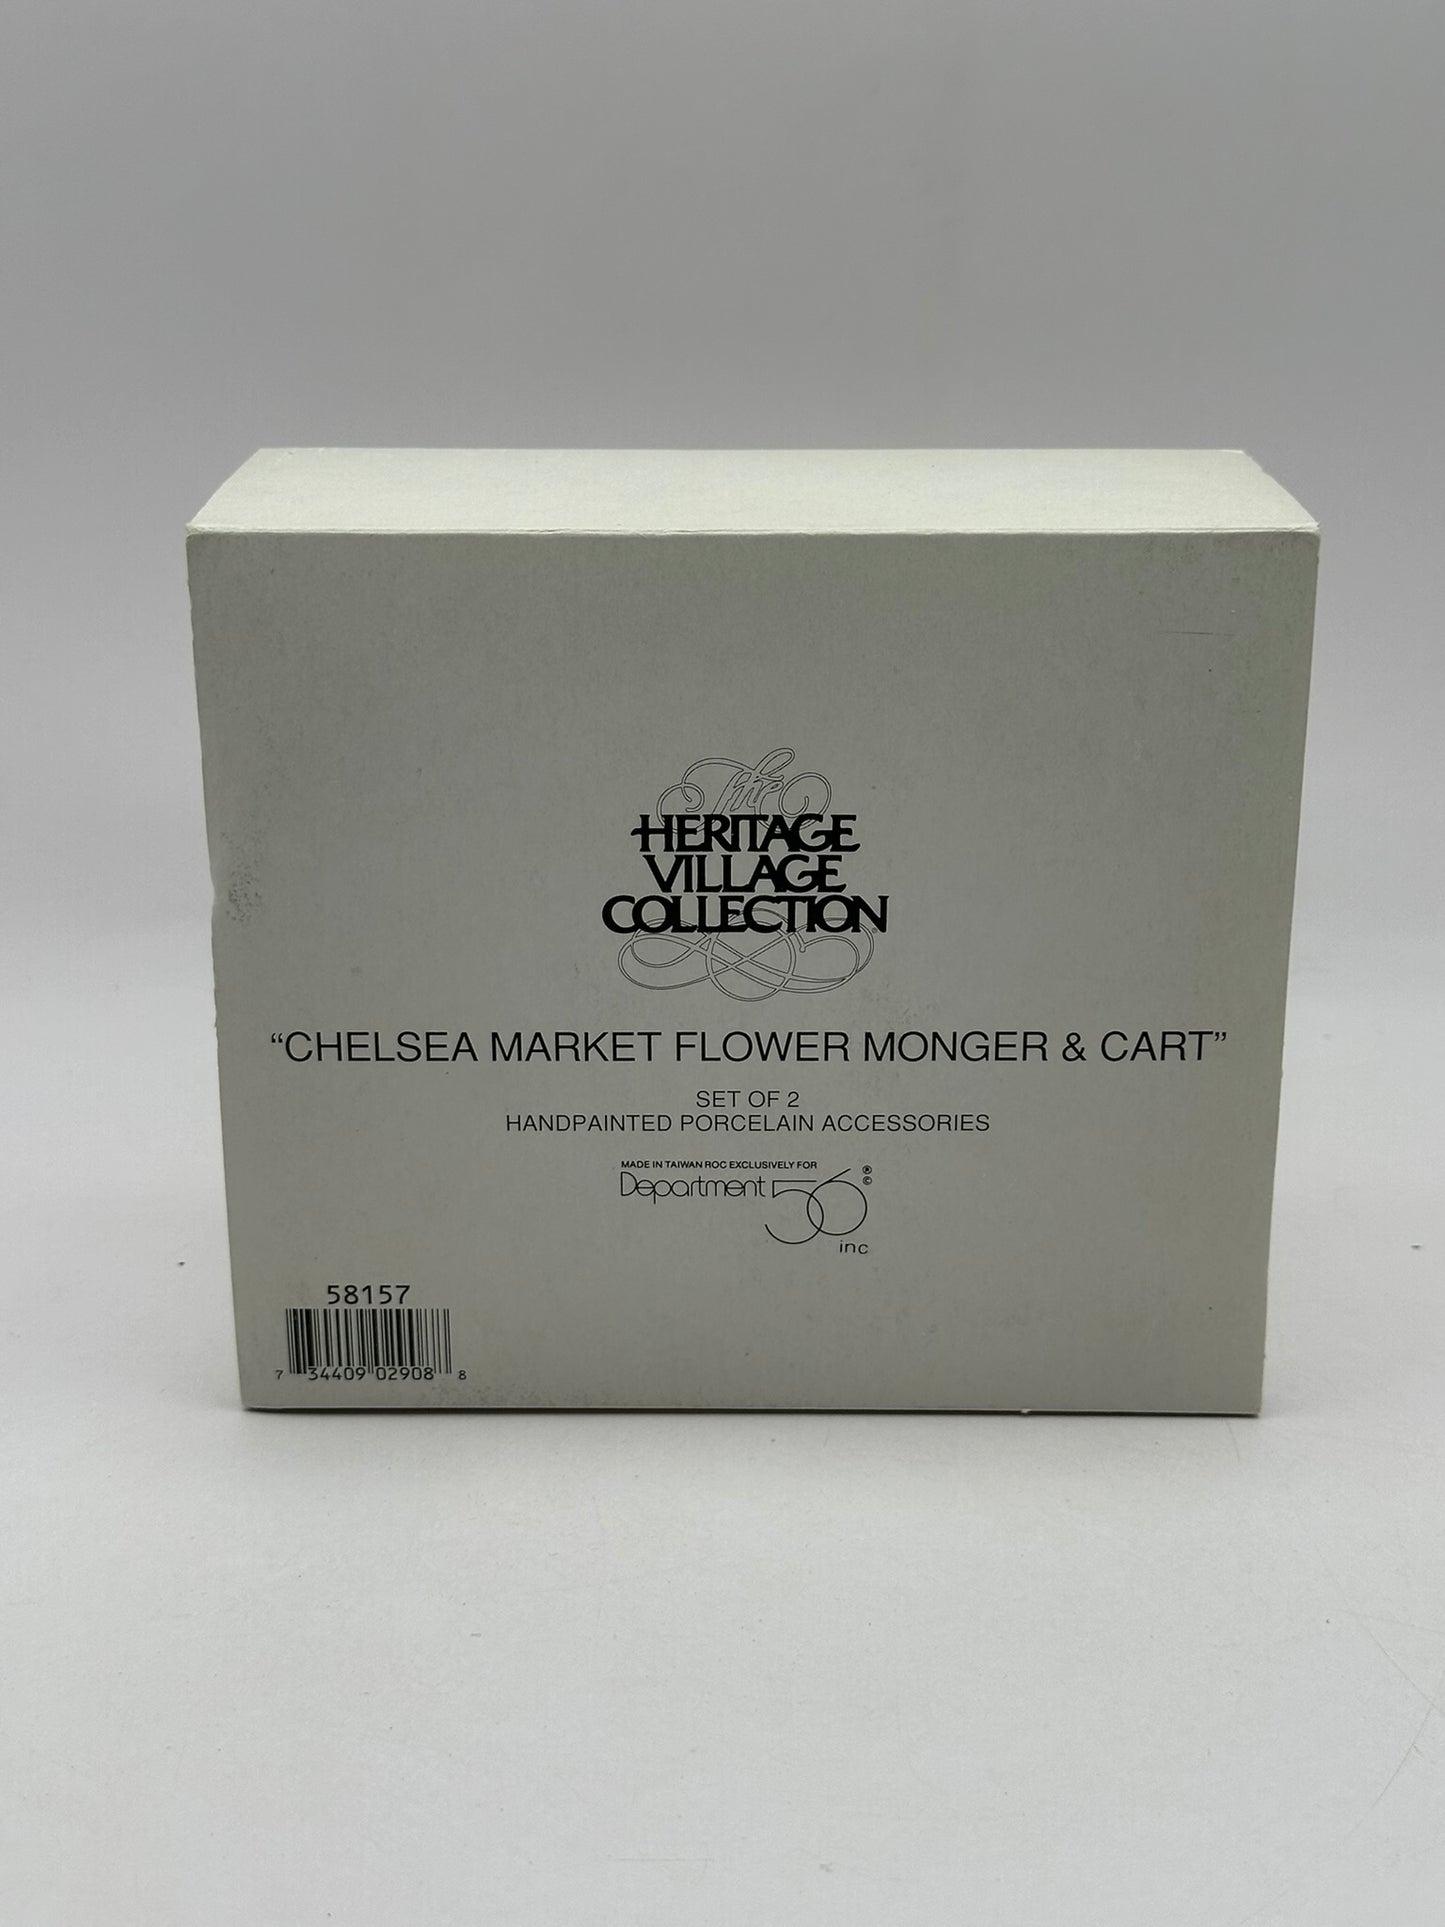 The
HERITAGE
VILLAGE
COLLECTION®
“CHELSEA MARKET FLOWER MONGER & CART”
SET OF 2
HANDPAINTED PORCELAIN ACCESSORIES
MADE IN TAIWAN ROC EXCLUSIVELY FOR
Department 56 ® ©
inc
58157
7 34409 02908 8